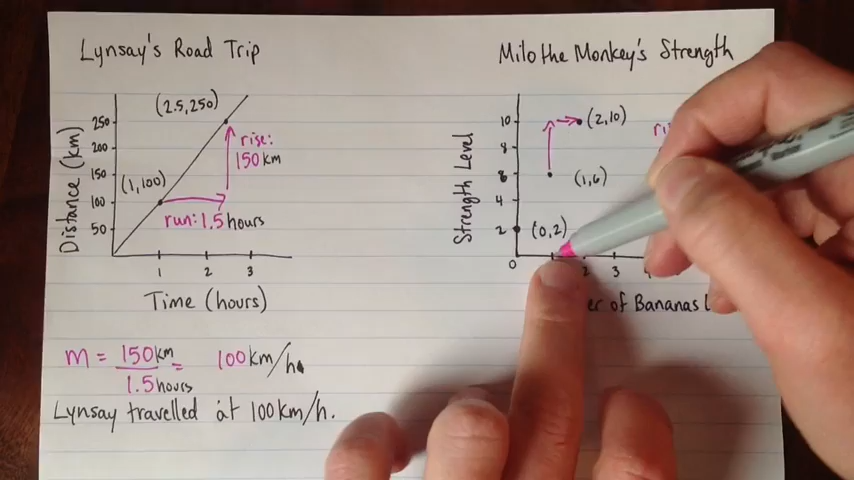 Lynsay's Road Trip
Distance (km)
250
200
150
100
50
(2.5, 250)
(1, 100)
rise:
150 km
run: 1.5 hours
1 2 3
Time (hours)
m = 150 km = 100 km/h
1.5 hours
Lynsay travelled at 100 km/h.
Milo the Monkey's Strength
Strength Level
10
8
6
4
2
0
(2, 10)
(1, 6)
(0, 2)
2 3
of Bananas